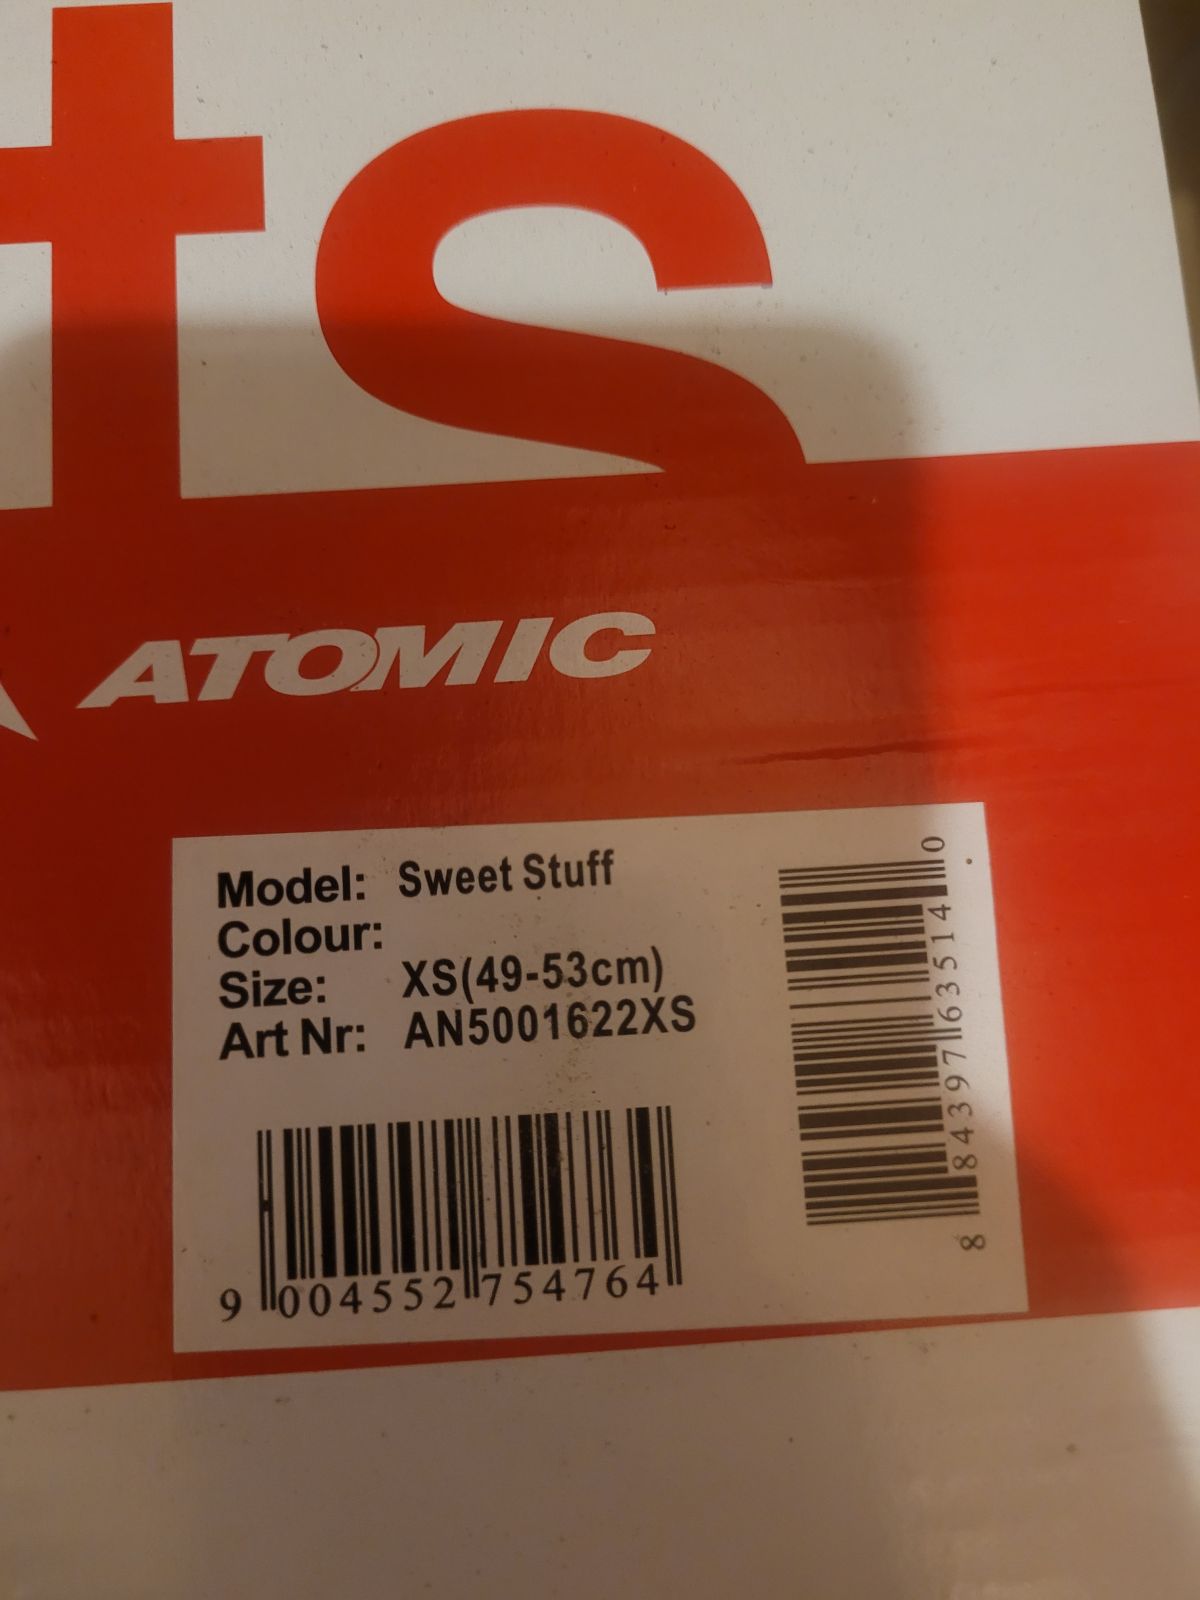 ts
ATOMIC
Model: Sweet Stuff
Colour:
Size: XS(49-53cm)
Art Nr: AN5001622XS
9 004552 754764
8 84397 63514 0